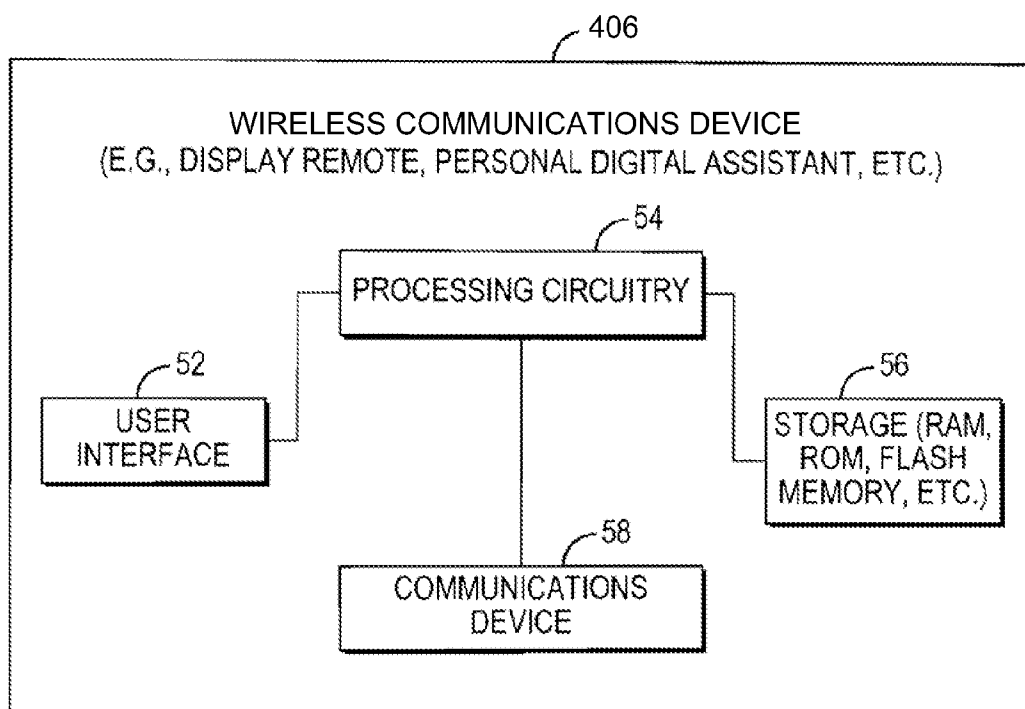 406
WIRELESS COMMUNICATIONS DEVICE
(E.G., DISPLAY REMOTE, PERSONAL DIGITAL ASSISTANT, ETC.)
54
PROCESSING CIRCUITRY
52
USER
INTERFACE
56
STORAGE (RAM,
ROM, FLASH
MEMORY, ETC.)
58
COMMUNICATIONS
DEVICE